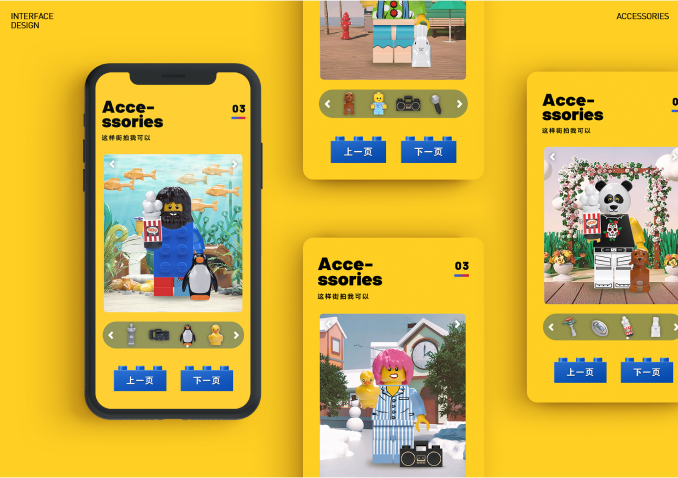 INTERFACE
DESIGN
ACCESSORIES
Acce-
ssories
03
这样街拍我可以
上一页
下一页
上一页
下一页
Acce-
ssories
03
这样街拍我可以
Acce-
ssories
这样街拍我可以
上一页
下一页